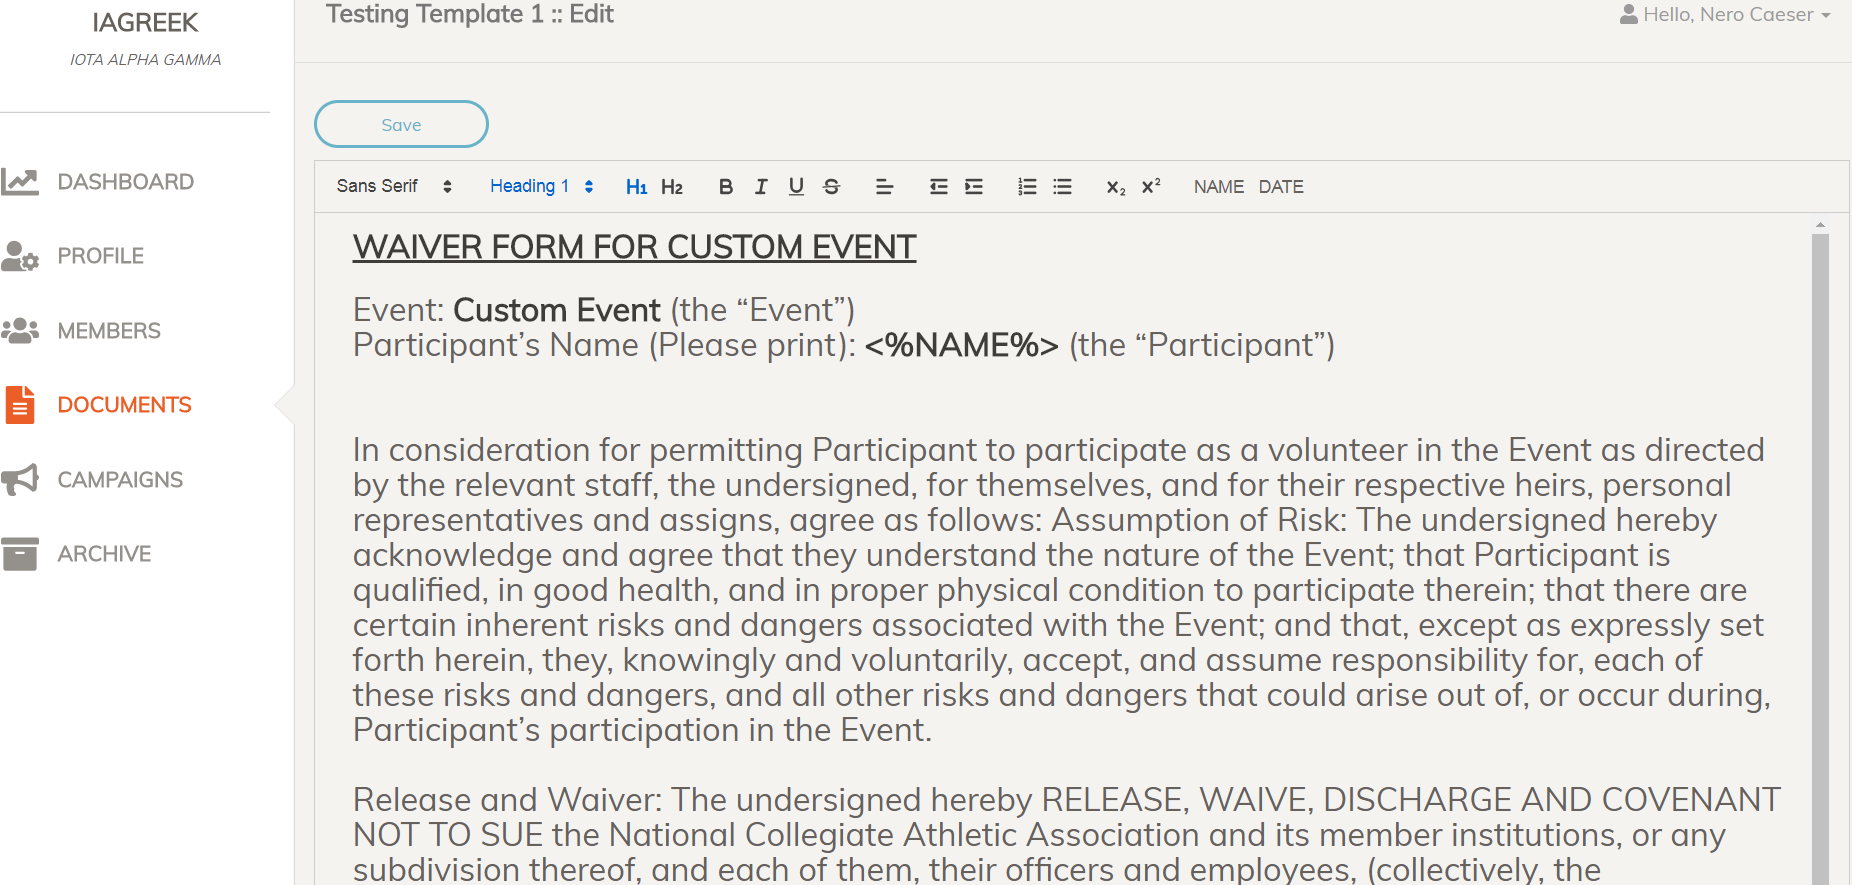 IAGREEK
IOTA ALPHA GAMMA
DASHBOARD
PROFILE
MEMBERS
DOCUMENTS
CAMPAIGNS
ARCHIVE
Testing Template 1 :: Edit
Hello, Nero Caeser
Save
Sans Serif Heading 1 H1 H2 B I U S x2 x2 NAME DATE
WAIVER FORM FOR CUSTOM EVENT
Event: Custom Event (the “Event”)
Participant’s Name (Please print): <%NAME%> (the “Participant”)
In consideration for permitting Participant to participate as a volunteer in the Event as directed
by the relevant staff, the undersigned, for themselves, and for their respective heirs, personal
representatives and assigns, agree as follows: Assumption of Risk: The undersigned hereby
acknowledge and agree that they understand the nature of the Event; that Participant is
qualified, in good health, and in proper physical condition to participate therein; that there are
certain inherent risks and dangers associated with the Event; and that, except as expressly set
forth herein, they, knowingly and voluntarily, accept, and assume responsibility for, each of
these risks and dangers, and all other risks and dangers that could arise out of, or occur during,
Participant’s participation in the Event.
Release and Waiver: The undersigned hereby RELEASE, WAIVE, DISCHARGE AND COVENANT
NOT TO SUE the National Collegiate Athletic Association and its member institutions, or any
subdivision thereof, and each of them, their officers and employees, (collectively, the